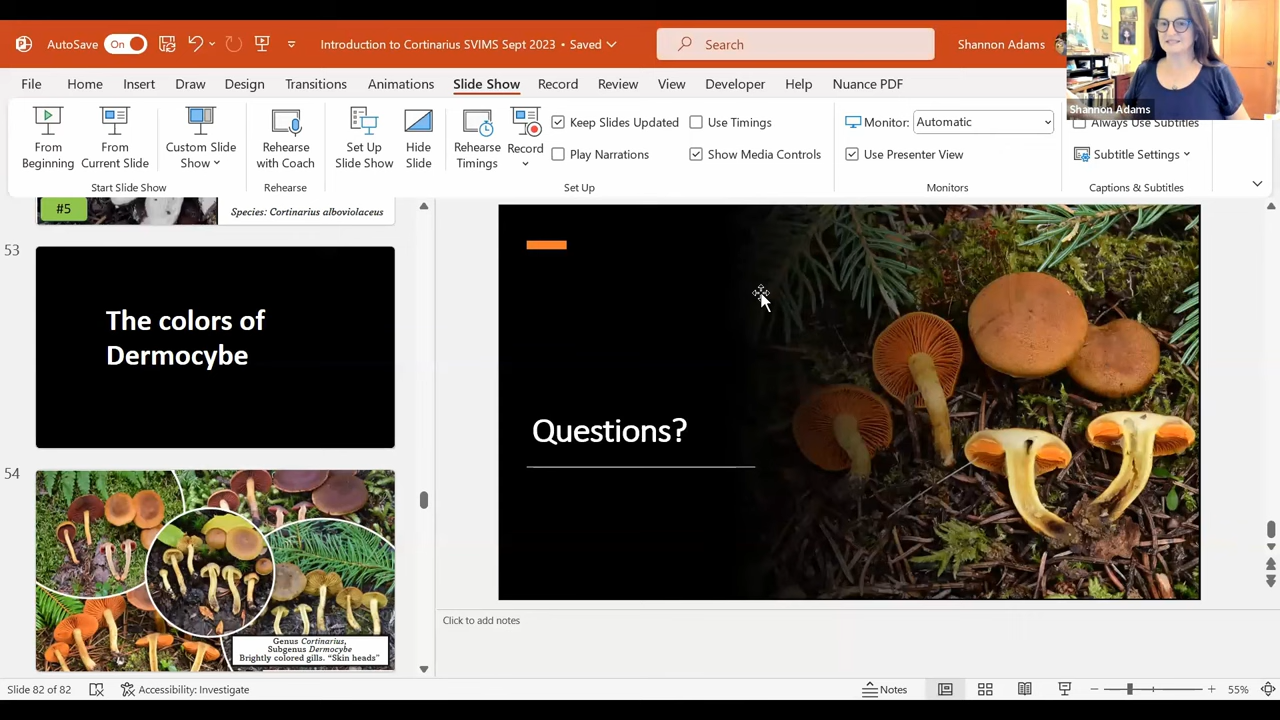 AutoSave On Introduction to Cortinarius SVIMS Sept 2023 • Saved Search Shannon Adams
Shannon Adams
File Home Insert Draw Design Transitions Animations Slide Show Record Review View Developer Help Nuance PDF
From Beginning
From Current Slide
Custom Slide Show
Start Slide Show
Rehearse with Coach
Rehearse
Set Up Slide Show
Hide Slide
Rehearse Timings
Record
Keep Slides Updated
Use Timings
Play Narrations
Show Media Controls
Set Up
Monitor: Automatic
Use Presenter View
Monitors
Always Use Subtitles
Subtitle Settings
Captions & Subtitles
#5
Species: Cortinarius alboviolaceus
53
The colors of
Dermocybe
54
Genus Cortinarius,
Subgenus Dermocybe
Brightly colored gills. “Skin heads”
Questions?
Click to add notes
Slide 82 of 82 Accessibility: Investigate Notes 55%